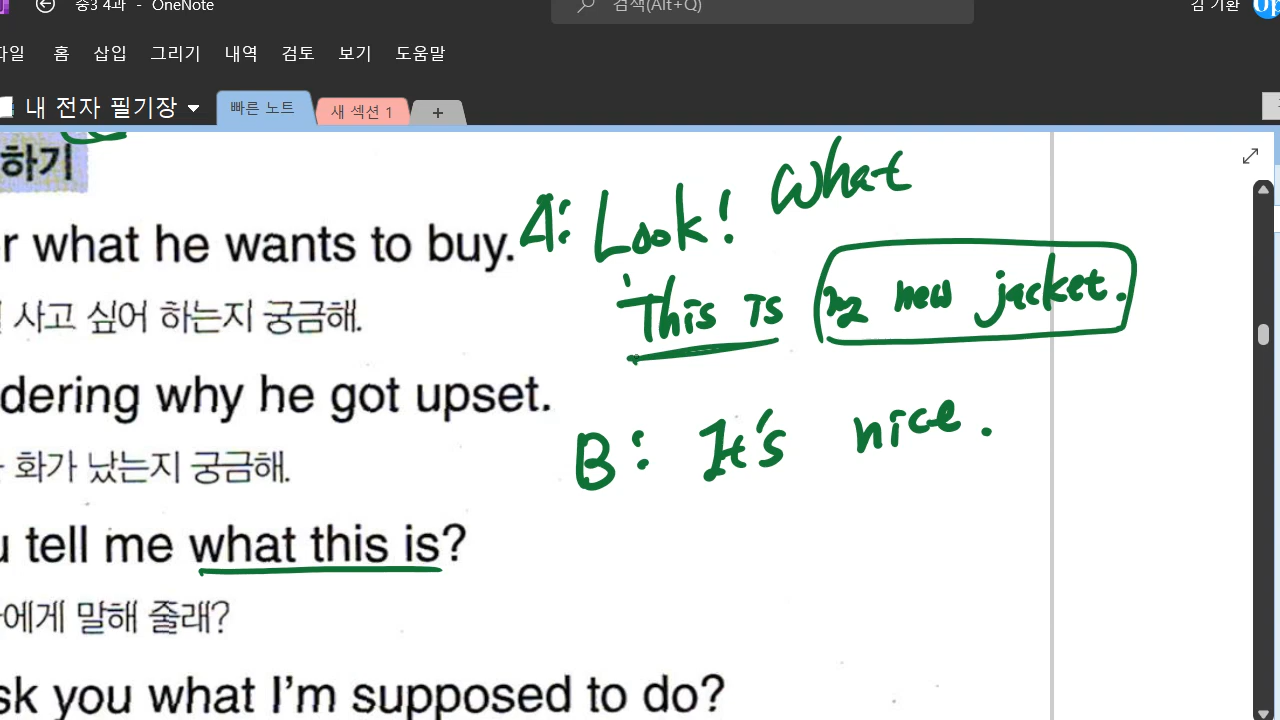 중3 4과 - OneNote
검색(Alt+Q)
김 기환
파일 홈 삽입 그리기 내역 검토 보기 도움말
내 전자 필기장
빠른 노트
새 섹션 1
+
하기
r what he wants to buy.
사고 싶어 하는지 궁금해.
dering why he got upset.
화가 났는지 궁금해.
tell me what this is?
에게 말해 줄래?
sk you what I'm supposed to do?
A: Look! What
This is my new jacket.
B: It's nice.